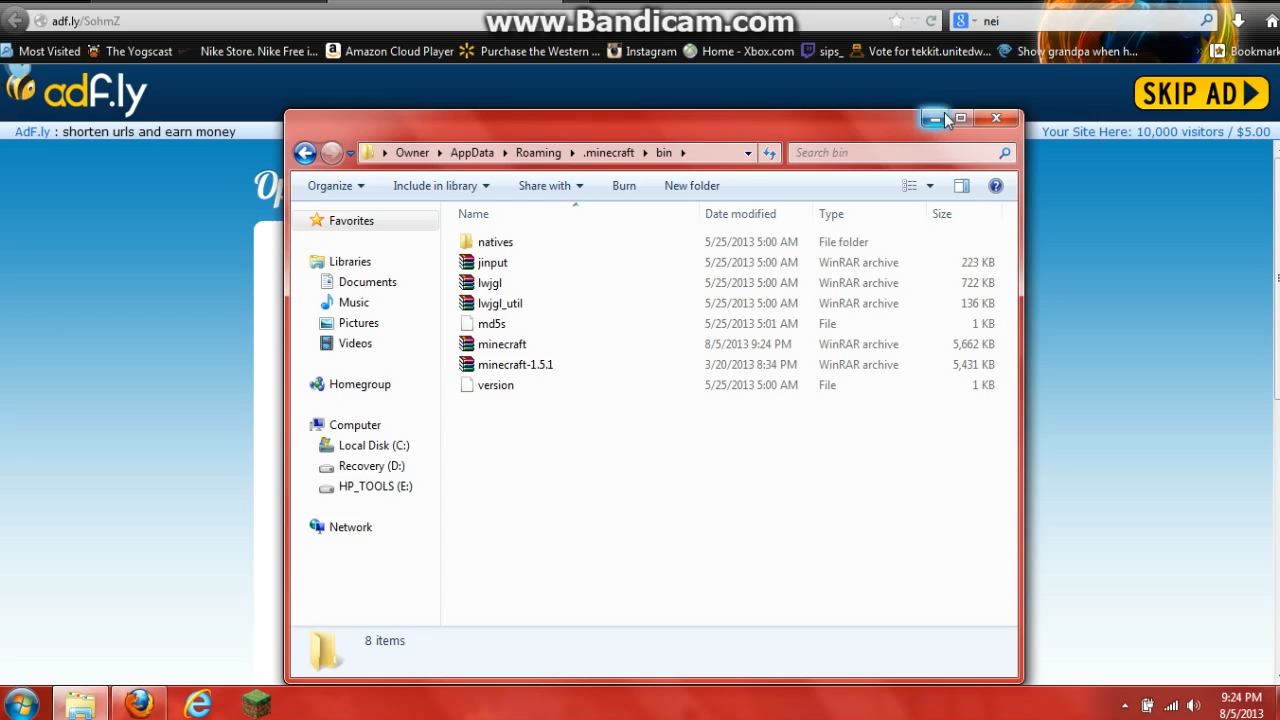 adf.ly/SohmZ
www.Bandicam.com
nei
Most Visited The Yogscast Nike Store. Nike Free i... Amazon Cloud Player Purchase the Western ... Instagram Home - Xbox.com sips_ Vote for tekkit.unitedw... Show grandpa when h... Bookmark
adf.ly
SKIP AD
AdF.ly : shorten urls and earn money
Your Site Here: 10,000 visitors / $5.00
Op
Owner AppData Roaming .minecraft bin
Search bin
Organize Include in library Share with Burn New folder
Name Date modified Type Size
Favorites
Libraries
Documents
Music
Pictures
Videos
Homegroup
Computer
Local Disk (C:)
Recovery (D:)
HP_TOOLS (E:)
Network
natives 5/25/2013 5:00 AM File folder
jinput 5/25/2013 5:00 AM WinRAR archive 223 KB
lwjgl 5/25/2013 5:00 AM WinRAR archive 722 KB
lwjgl_util 5/25/2013 5:00 AM WinRAR archive 136 KB
md5s 5/25/2013 5:01 AM File 1 KB
minecraft 8/5/2013 9:24 PM WinRAR archive 5,662 KB
minecraft-1.5.1 3/20/2013 8:34 PM WinRAR archive 5,431 KB
version 5/25/2013 5:00 AM File 1 KB
8 items
9:24 PM
8/5/2013